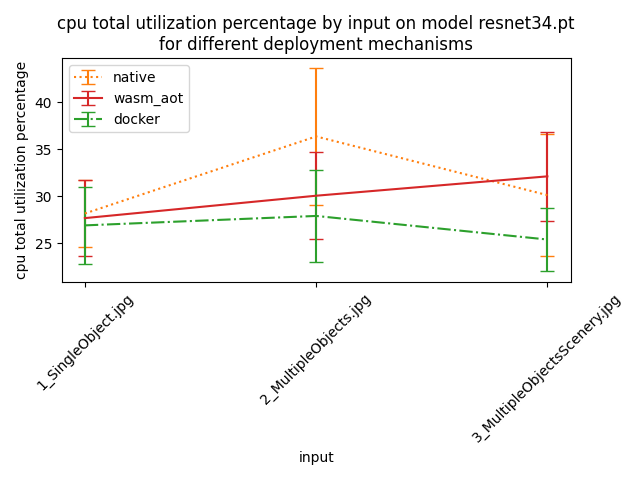 cpu total utilization percentage by input on model resnet34.pt
for different deployment mechanisms
cpu total utilization percentage
40
35
30
25
native
wasm_aot
docker
1_SingleObject.jpg
2_MultipleObjects.jpg
3_MultipleObjectsScenery.jpg
input